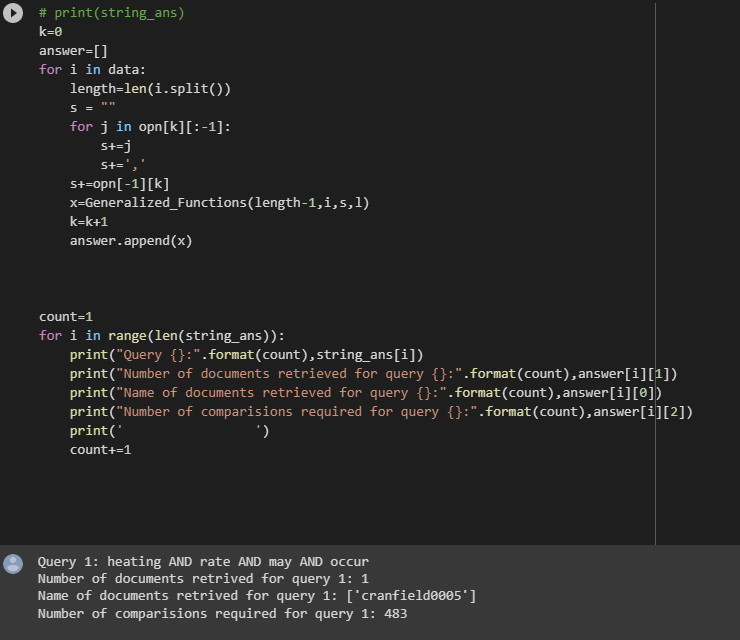 # print(string_ans)
k=0
answer=[]
for i in data:
    length=len(i.split())
    s = ""
    for j in opn[k][:-1]:
        s+=j
        s+=','
    s+=opn[-1][k]
    x=Generalized_Functions(length-1,i,s,l)
    k=k+1
    answer.append(x)
count=1
for i in range(len(string_ans)):
    print("Query {}:".format(count),string_ans[i])
    print("Number of documents retrieved for query {}:".format(count),answer[i][1])
    print("Name of documents retrieved for query {}:".format(count),answer[i][0])
    print("Number of comparisions required for query {}:".format(count),answer[i][2])
    print('                 ')
    count+=1
Query 1: heating AND rate AND may AND occur
Number of documents retrived for query 1: 1
Name of documents retrived for query 1: ['cranfield0005']
Number of comparisions required for query 1: 483